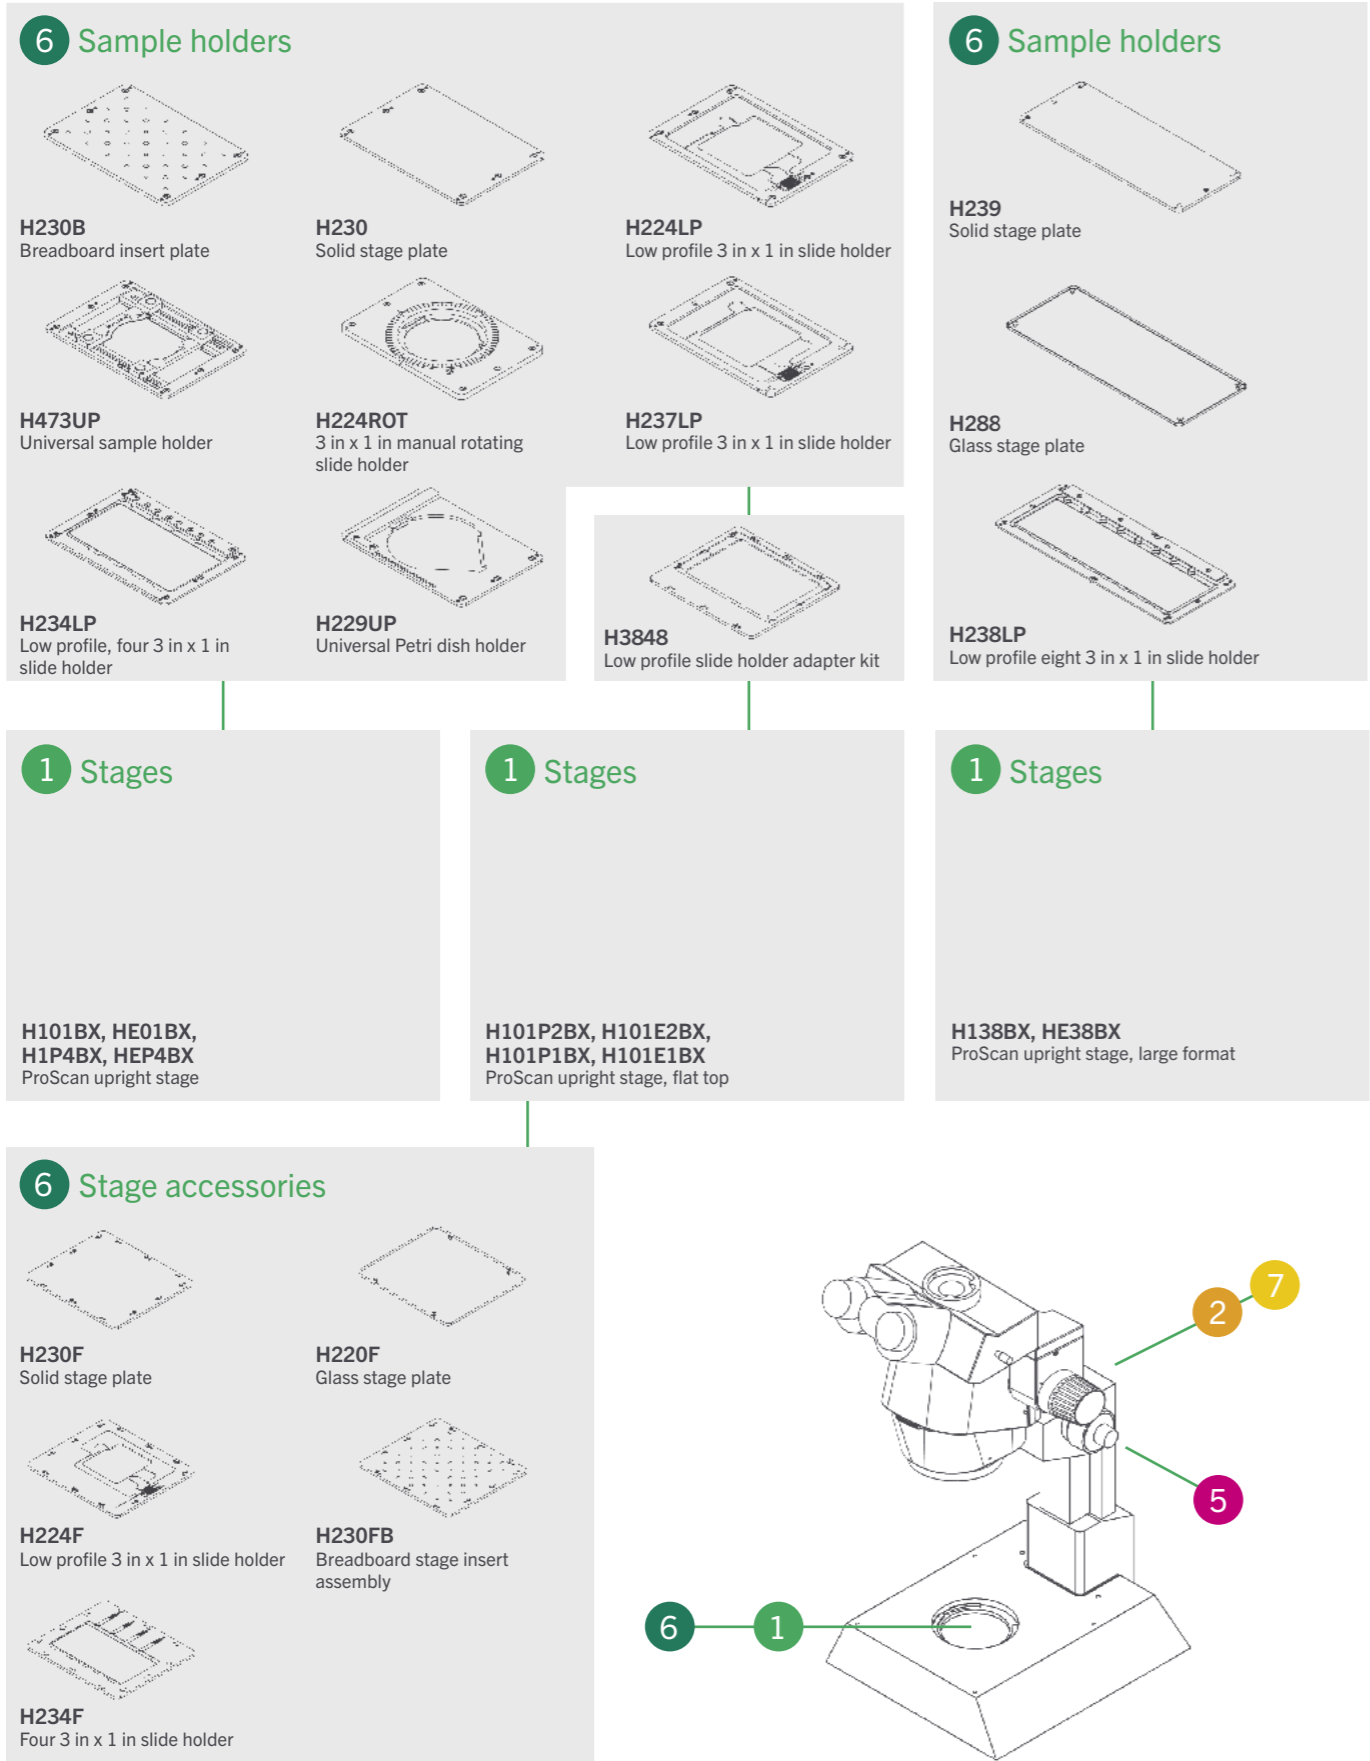 6 Sample holders
H230B
Breadboard insert plate
H230
Solid stage plate
H224LP
Low profile 3 in x 1 in slide holder
H473UP
Universal sample holder
H224ROT
3 in x 1 in manual rotating
slide holder
H237LP
Low profile 3 in x 1 in slide holder
H234LP
Low profile, four 3 in x 1 in
slide holder
H229UP
Universal Petri dish holder
H3848
Low profile slide holder adapter kit
6 Sample holders
H239
Solid stage plate
H288
Glass stage plate
H238LP
Low profile eight 3 in x 1 in slide holder
1 Stages
H101BX, HE01BX,
H1P4BX, HEP4BX
ProScan upright stage
1 Stages
H101P2BX, H101E2BX,
H101P1BX, H101E1BX
ProScan upright stage, flat top
1 Stages
H138BX, HE38BX
ProScan upright stage, large format
6 Stage accessories
H230F
Solid stage plate
H220F
Glass stage plate
H224F
Low profile 3 in x 1 in slide holder
H230FB
Breadboard stage insert
assembly
H234F
Four 3 in x 1 in slide holder
7
2
5
6
1